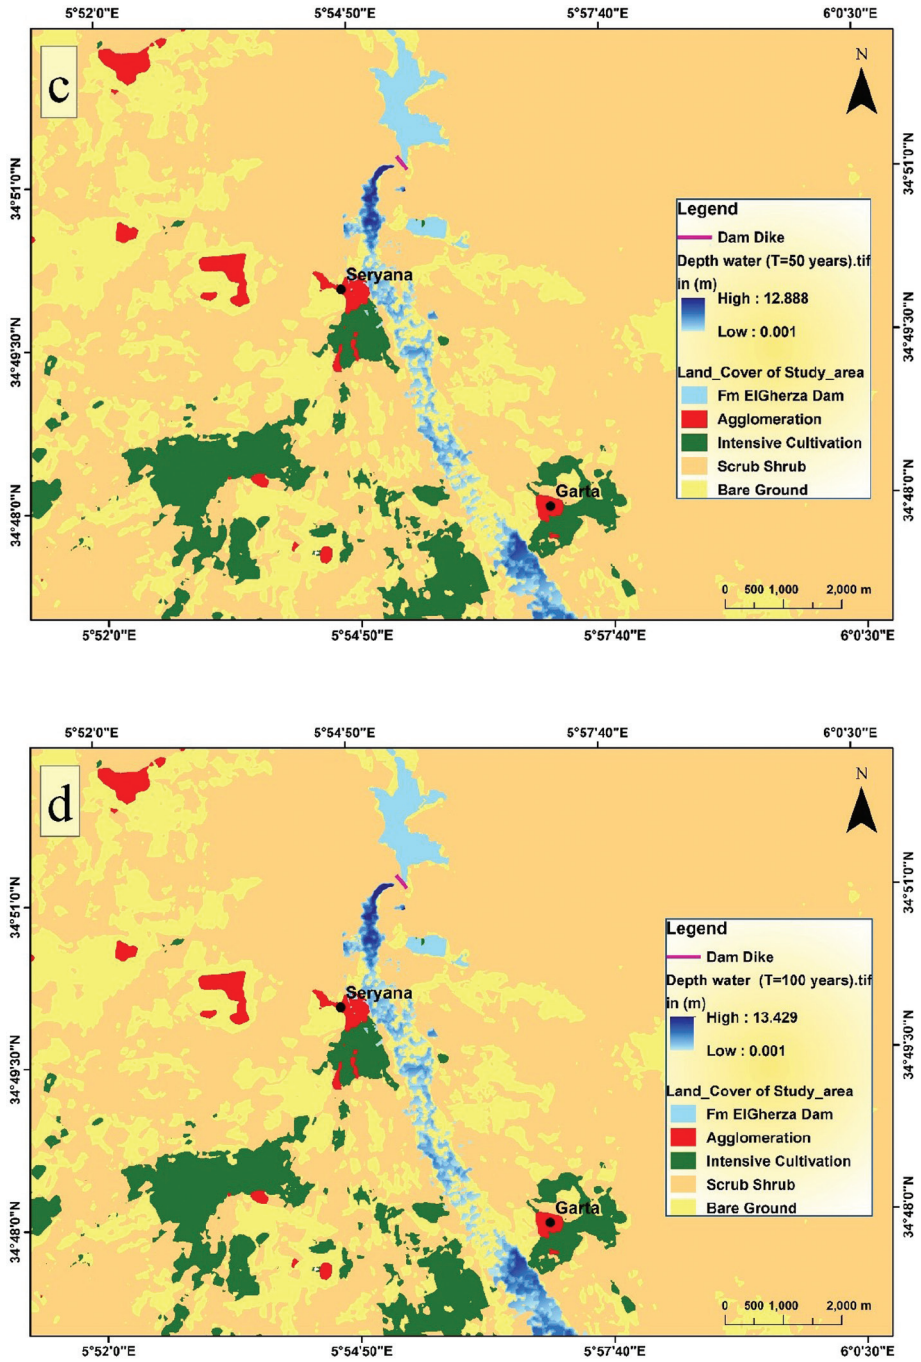 5°52'0"E 5°54'50"E 5°57'40"E 6°0'30"E
c
N
34°51'0"N
34°51'0"N
Legend
Dam Dike
Depth water (T=50 years).tif
in (m)
High : 12.888
Low : 0.001
Seryana
34°49'30"N
34°49'30"N
Land_Cover of Study_area
Fm ElGherza Dam
Agglomeration
Intensive Cultivation
Scrub Shrub
Bare Ground
Garta
34°48'0"N
34°48'0"N
0 500 1,000 2,000 m
5°52'0"E 5°54'50"E 5°57'40"E 6°0'30"E
5°52'0"E 5°54'50"E 5°57'40"E 6°0'30"E
d
N
34°51'0"N
34°51'0"N
Legend
Dam Dike
Depth water (T=100 years).tif
in (m)
High : 13.429
Low : 0.001
Seryana
34°49'30"N
34°49'30"N
Land_Cover of Study_area
Fm ElGherza Dam
Agglomeration
Intensive Cultivation
Scrub Shrub
Bare Ground
Garta
34°48'0"N
34°48'0"N
0 500 1,000 2,000 m
5°52'0"E 5°54'50"E 5°57'40"E 6°0'30"E